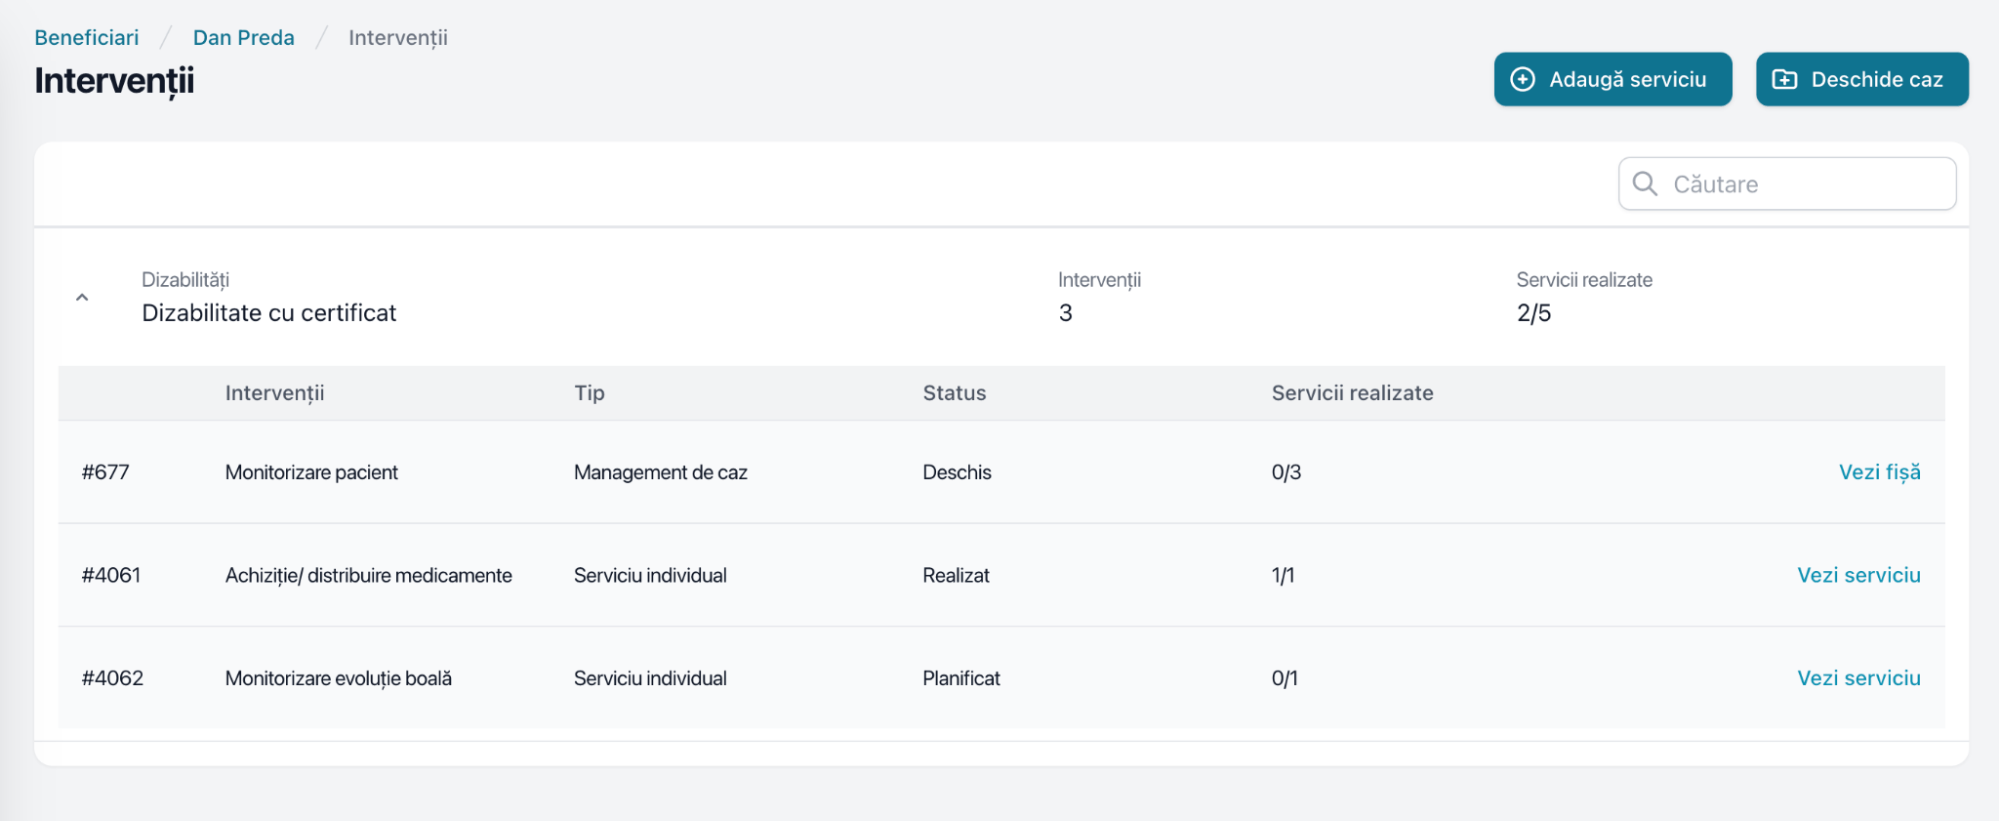 Beneficiari / Dan Preda / Intervenții
Intervenții
Adaugă serviciu
Deschide caz
Căutare
Dizabilități Intervenții Servicii realizate
Dizabilitate cu certificat 3 2/5
Intervenții Tip Status Servicii realizate
#677 Monitorizare pacient Management de caz Deschis 0/3 Vezi fișă
#4061 Achiziție/ distribuire medicamente Serviciu individual Realizat 1/1 Vezi serviciu
#4062 Monitorizare evoluție boală Serviciu individual Planificat 0/1 Vezi serviciu